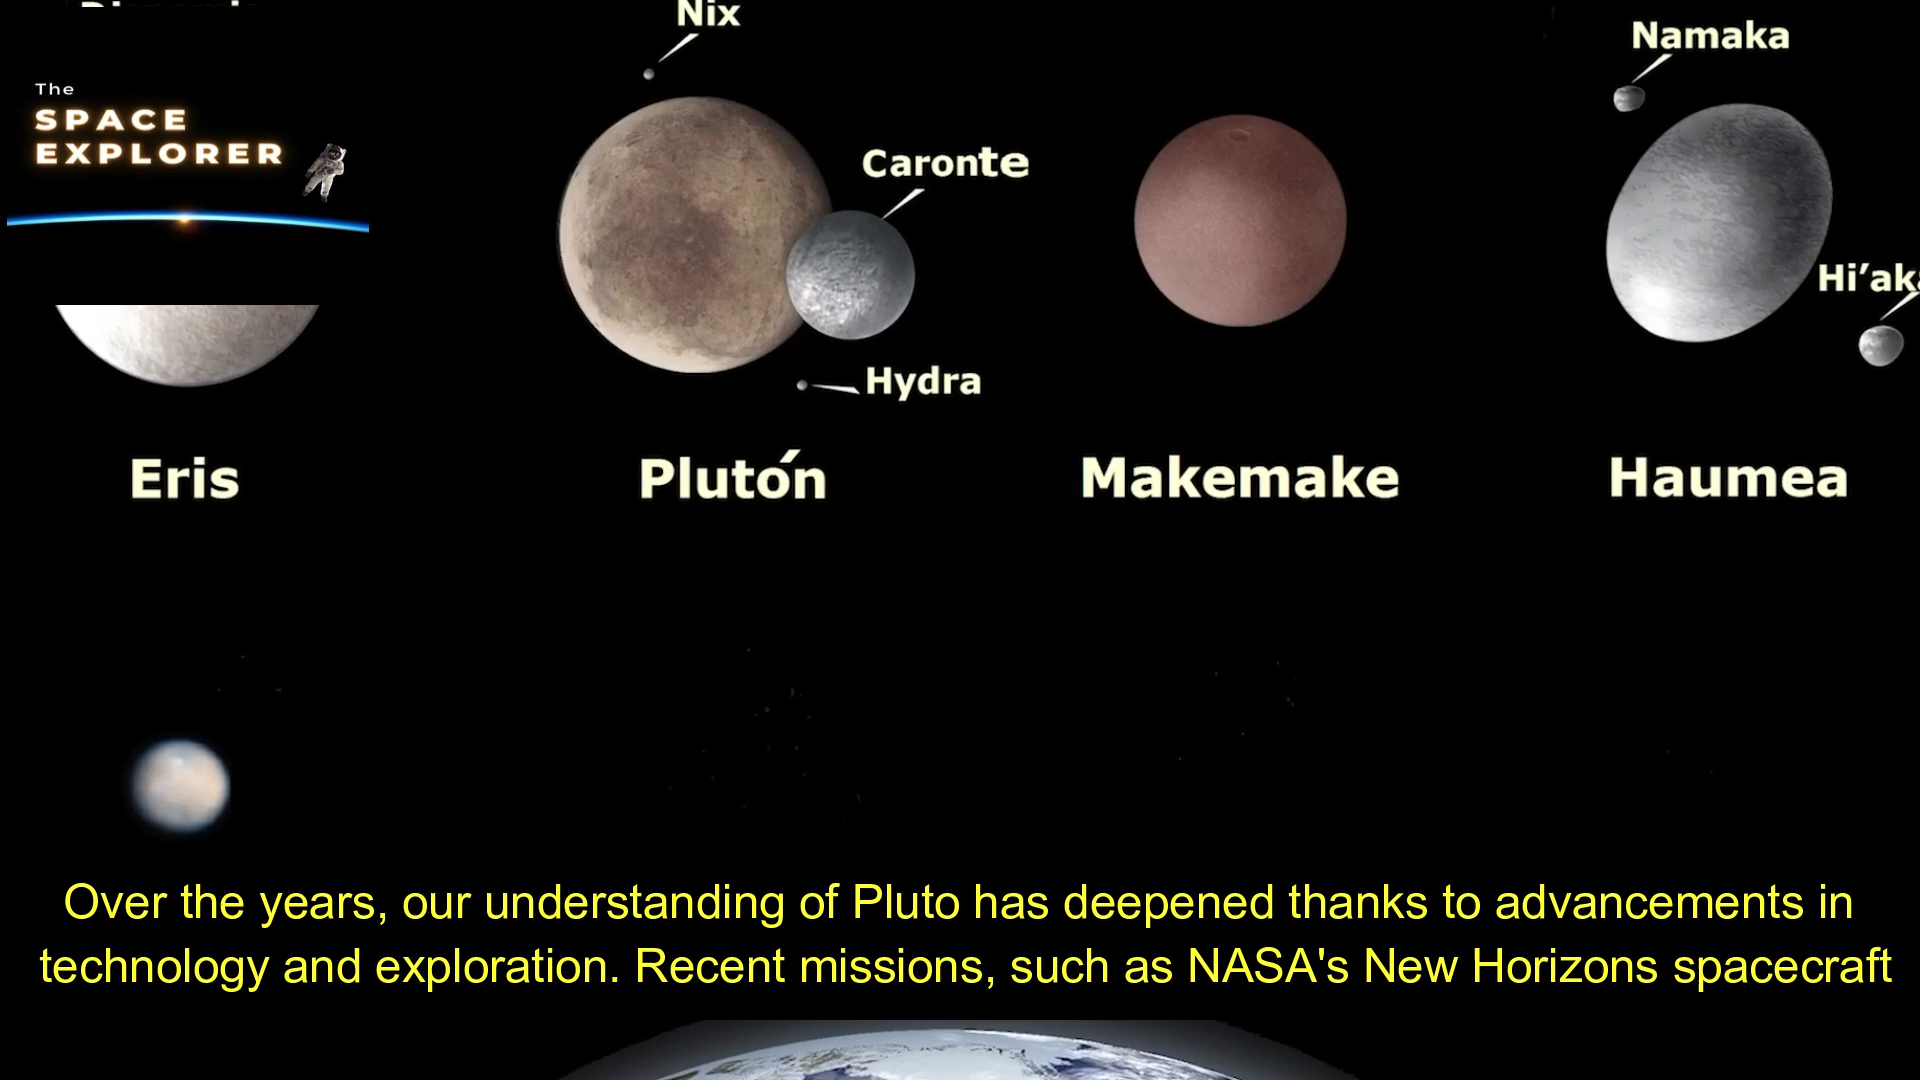 Nix
Namaka
The
SPACE
EXPLORER
Caronte
Hi'aka
Hydra
Eris
Plutón
Makemake
Haumea
Over the years, our understanding of Pluto has deepened thanks to advancements in
technology and exploration. Recent missions, such as NASA's New Horizons spacecraft